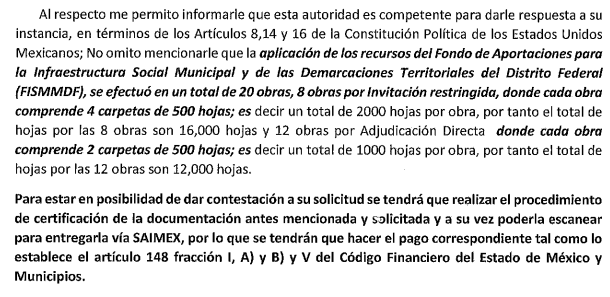 Al respecto me permito informarle que esta autoridad es competente para darle respuesta a su
instancia, en términos de los Artículos 8,14 y 16 de la Constitución Política de los Estados Unidos
Mexicanos; No omito mencionarle que la aplicación de los recursos del Fondo de Aportaciones para
la Infraestructura Social Municipal y de las Demarcaciones Territoriales del Distrito Federal
(FISMMDF), se efectuó en un total de 20 obras, 8 obras por Invitación restringida, donde cada obra
comprende 4 carpetas de 500 hojas; es decir un total de 2000 hojas por obra, por tanto el total de
hojas por las 8 obras son 16,000 hojas y 12 obras por Adjudicación Directa donde cada obra
comprende 2 carpetas de 500 hojas; es decir un total de 1000 hojas por obra, por tanto el total de
hojas por las 12 obras son 12,000 hojas.
Para estar en posibilidad de dar contestación a su solicitud se tendrá que realizar el procedimiento
de certificación de la documentación antes mencionada y solicitada y a su vez poderla escanear
para entregarla vía SAIMEX, por lo que se tendrán que hacer el pago correspondiente tal como lo
establece el artículo 148 fracción I, A) y B) y V del Código Financiero del Estado de México y
Municipios.